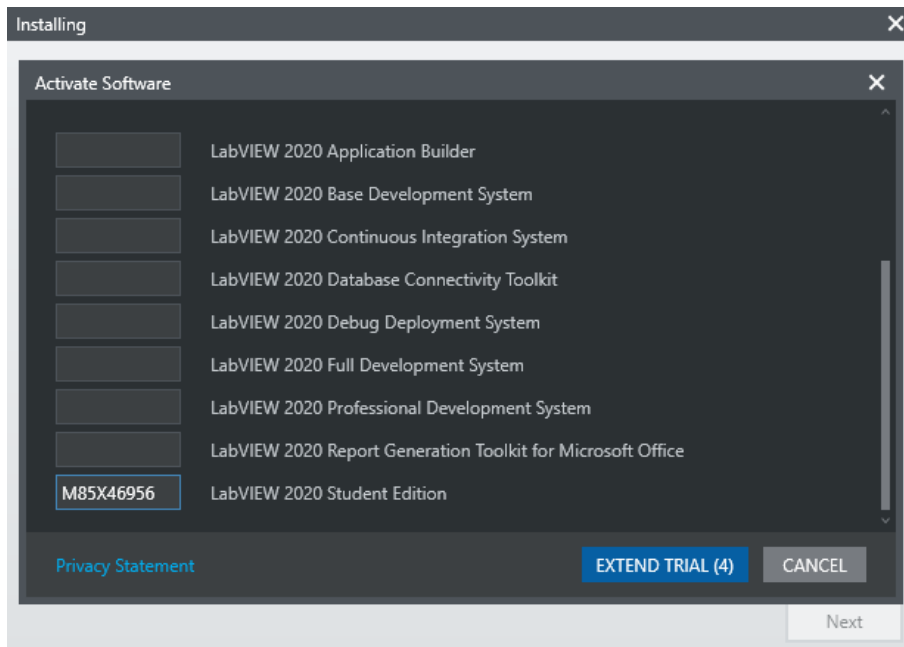 Installing
Activate Software
LabVIEW 2020 Application Builder
LabVIEW 2020 Base Development System
LabVIEW 2020 Continuous Integration System
LabVIEW 2020 Database Connectivity Toolkit
LabVIEW 2020 Debug Deployment System
LabVIEW 2020 Full Development System
LabVIEW 2020 Professional Development System
LabVIEW 2020 Report Generation Toolkit for Microsoft Office
M85X46956 LabVIEW 2020 Student Edition
Privacy Statement EXTEND TRIAL (4) CANCEL
Next